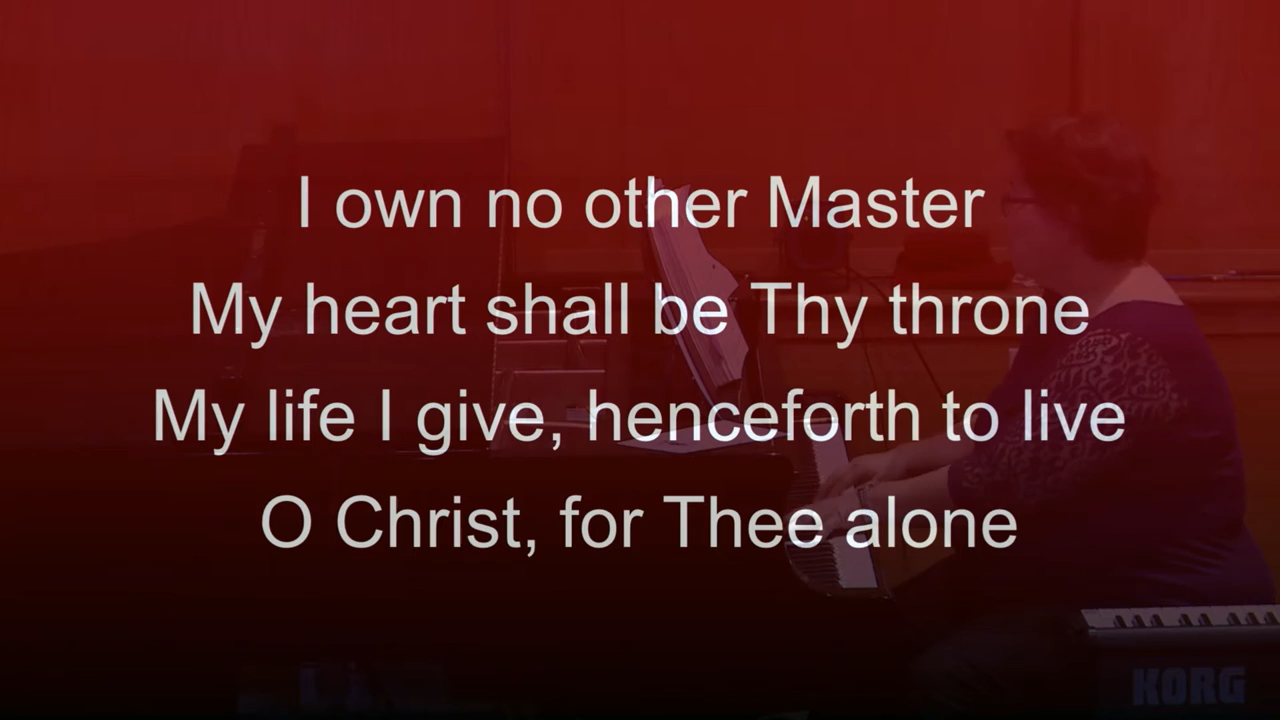 I own no other Master
My heart shall be Thy throne
My life I give, henceforth to live
O Christ, for Thee alone
KORG